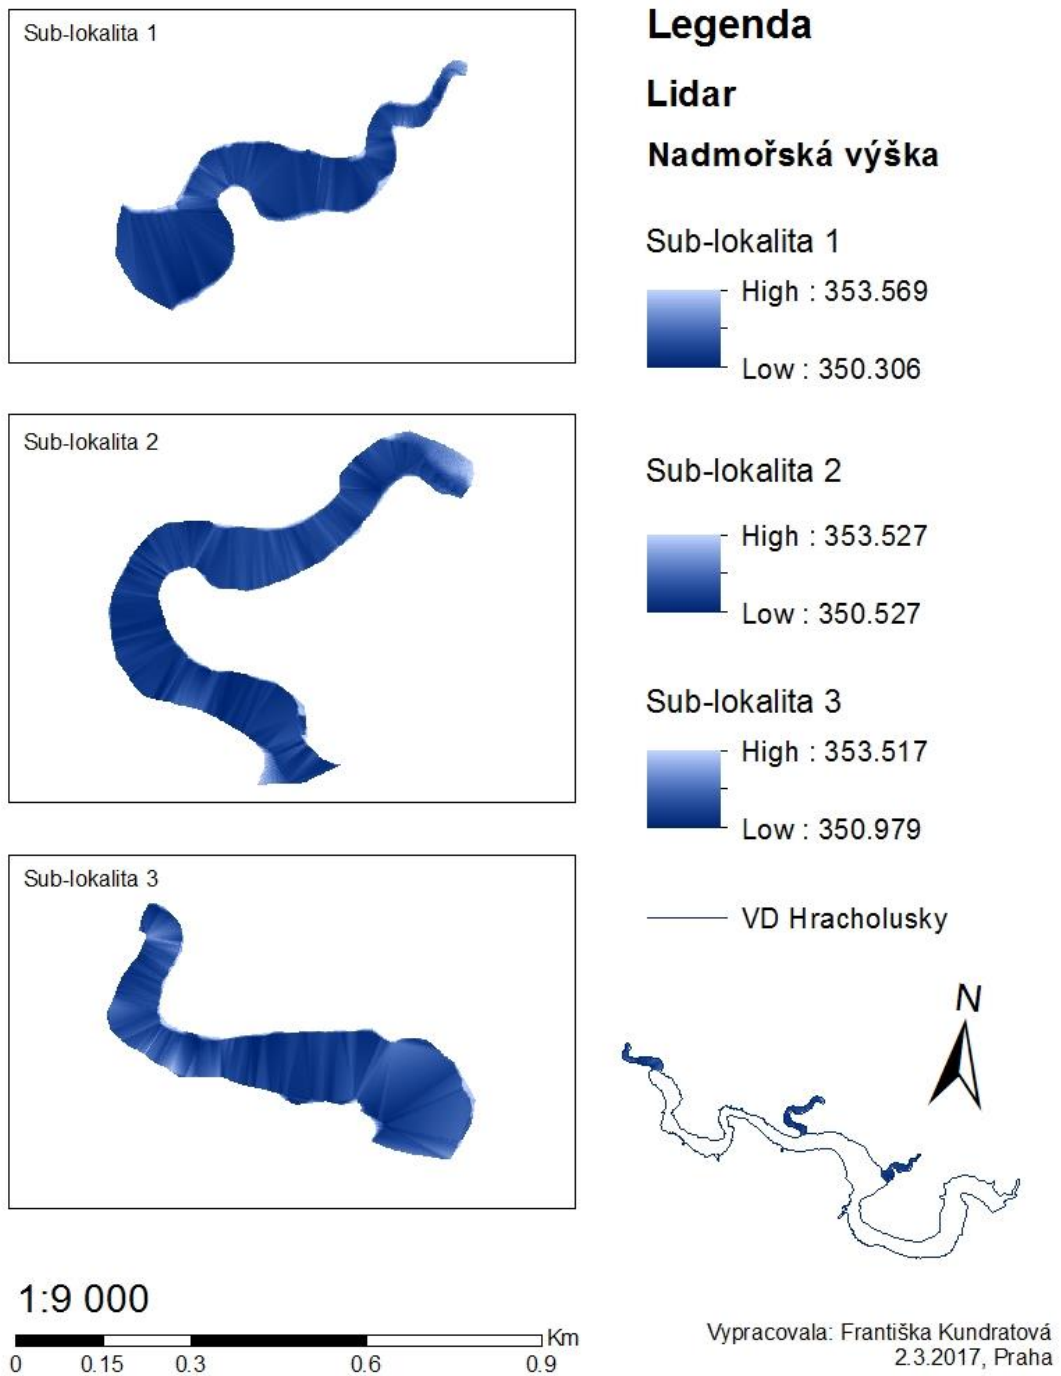 Sub-lokalita 1
Sub-lokalita 2
Sub-lokalita 3
Legenda
Lidar
Nadmořská výška
Sub-lokalita 1
High : 353.569
Low : 350.306
Sub-lokalita 2
High : 353.527
Low : 350.527
Sub-lokalita 3
High : 353.517
Low : 350.979
VD Hracholusky
N
1:9 000
Km
0 0.15 0.3 0.6 0.9
Vypracovala: Františka Kundratová
2.3.2017, Praha